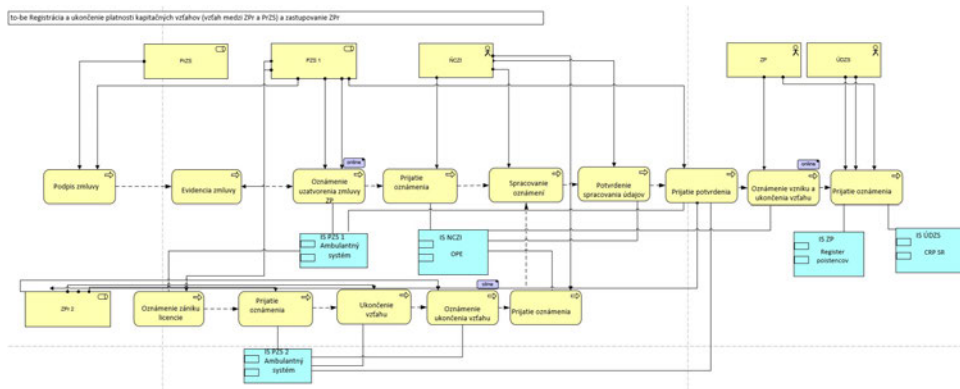 to-be Registrácia a ukončenie platnosti kapitačných vzťahov (vzťah medzi ZPr a PrZS) a zastupovanie ZPr
PrZS
PZS 1
NCZI
ZP
ÚDZS
online
online
Podpis zmluvy
Evidencia zmluvy
Oznámenie
uzatvorenia zmluvy
ZP
Prijatie
oznámenia
Spracovanie
oznámení
Potvrdenie
spracovania údajov
Prijatie potvrdenia
Oznámenie vzniku a
ukončenia vzťahu
Prijatie oznámenia
IS PZS 1
Ambulantný
systém
IS NCZI
OPE
IS ZP
Register
poistencov
IS ÚDZS
CRP SR
ZPr 2
Oznámenie zániku
licencie
Prijatie
oznámenia
Ukončenie
vzťahu
Oznámenie
ukončenia vzťahu
Prijatie oznámenia
IS PZS 2
Ambulantný
systém